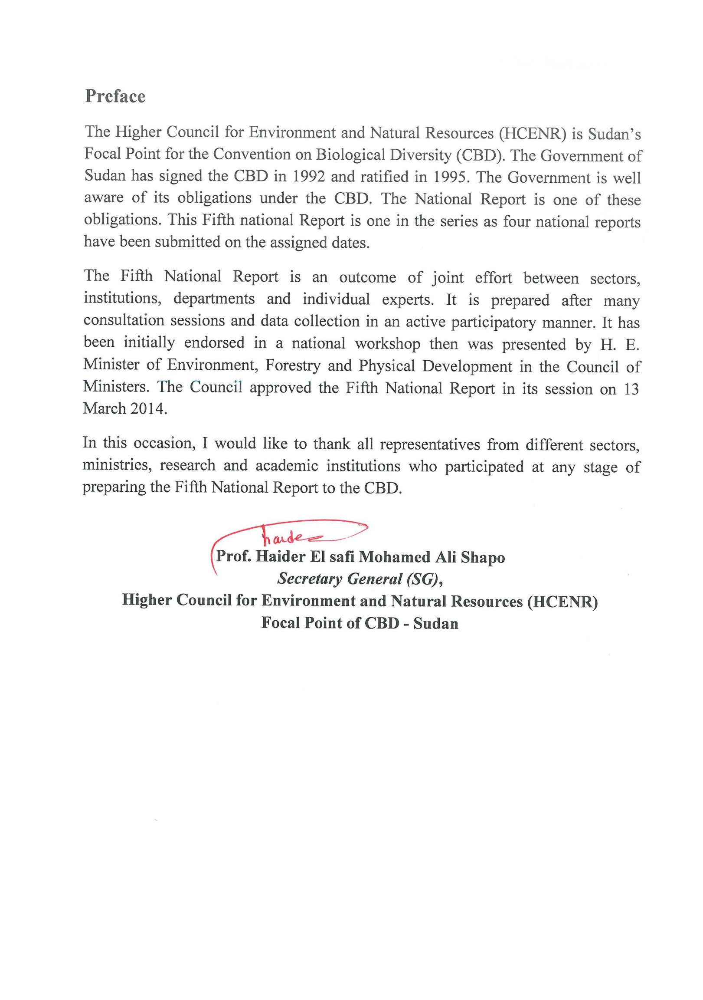 Preface
The Higher Council for Environment and Natural Resources (HCENR) is Sudan's
Focal Point for the Convention on Biological Diversity (CBD). The Government of
Sudan has signed the CBD in 1992 and ratified in 1995. The Government is well
aware of its obligations under the CBD. The National Report is one of these
obligations. This Fifth national Report is one in the series as four national reports
have been submitted on the assigned dates.
The Fifth National Report is an outcome of joint effort between sectors,
institutions, departments and individual experts. It is prepared after many
consultation sessions and data collection in an active participatory manner. It has
been initially endorsed in a national workshop then was presented by H. E.
Minister of Environment, Forestry and Physical Development in the Council of
Ministers. The Council approved the Fifth National Report in its session on 13
March 2014.
In this occasion, I would like to thank all representatives from different sectors,
ministries, research and academic institutions who participated at any stage of
preparing the Fifth National Report to the CBD.
Prof. Haider El safi Mohamed Ali Shapo
Secretary General (SG),
Higher Council for Environment and Natural Resources (HCENR)
Focal Point of CBD - Sudan